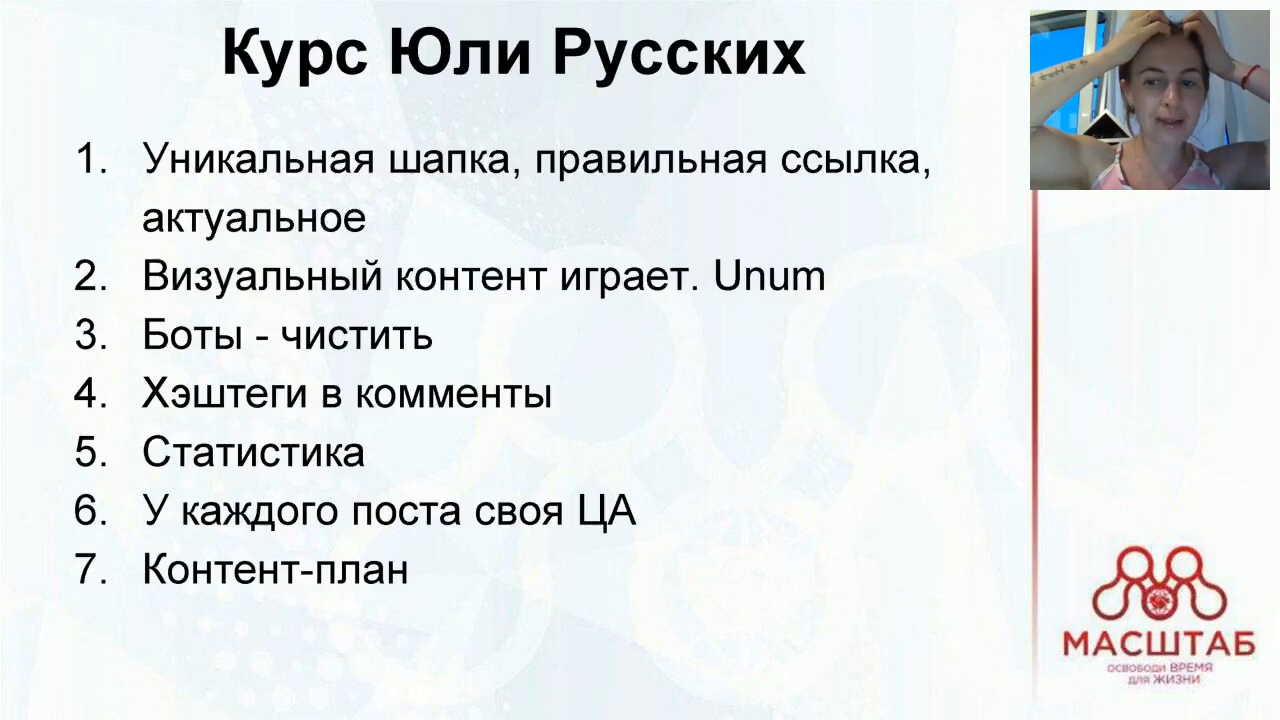 Курс Юли Русских
1. Уникальная шапка, правильная ссылка,
актуальное
2. Визуальный контент играет. Unum
3. Боты - чистить
4. Хэштеги в комменты
5. Статистика
6. У каждого поста своя ЦА
7. Контент-план
МАСШТАБ
ОСВОБОДИ ВРЕМЯ
для ЖИЗНИ